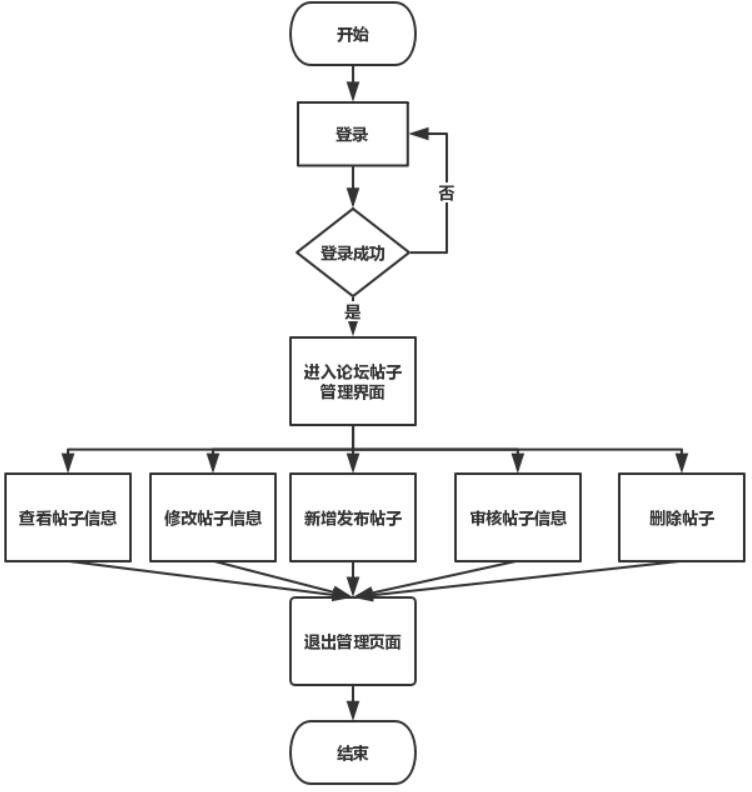 开始
登录
否
登录成功
是
进入论坛帖子
管理界面
查看帖子信息
修改帖子信息
新增发布帖子
审核帖子信息
删除帖子
退出管理页面
结束